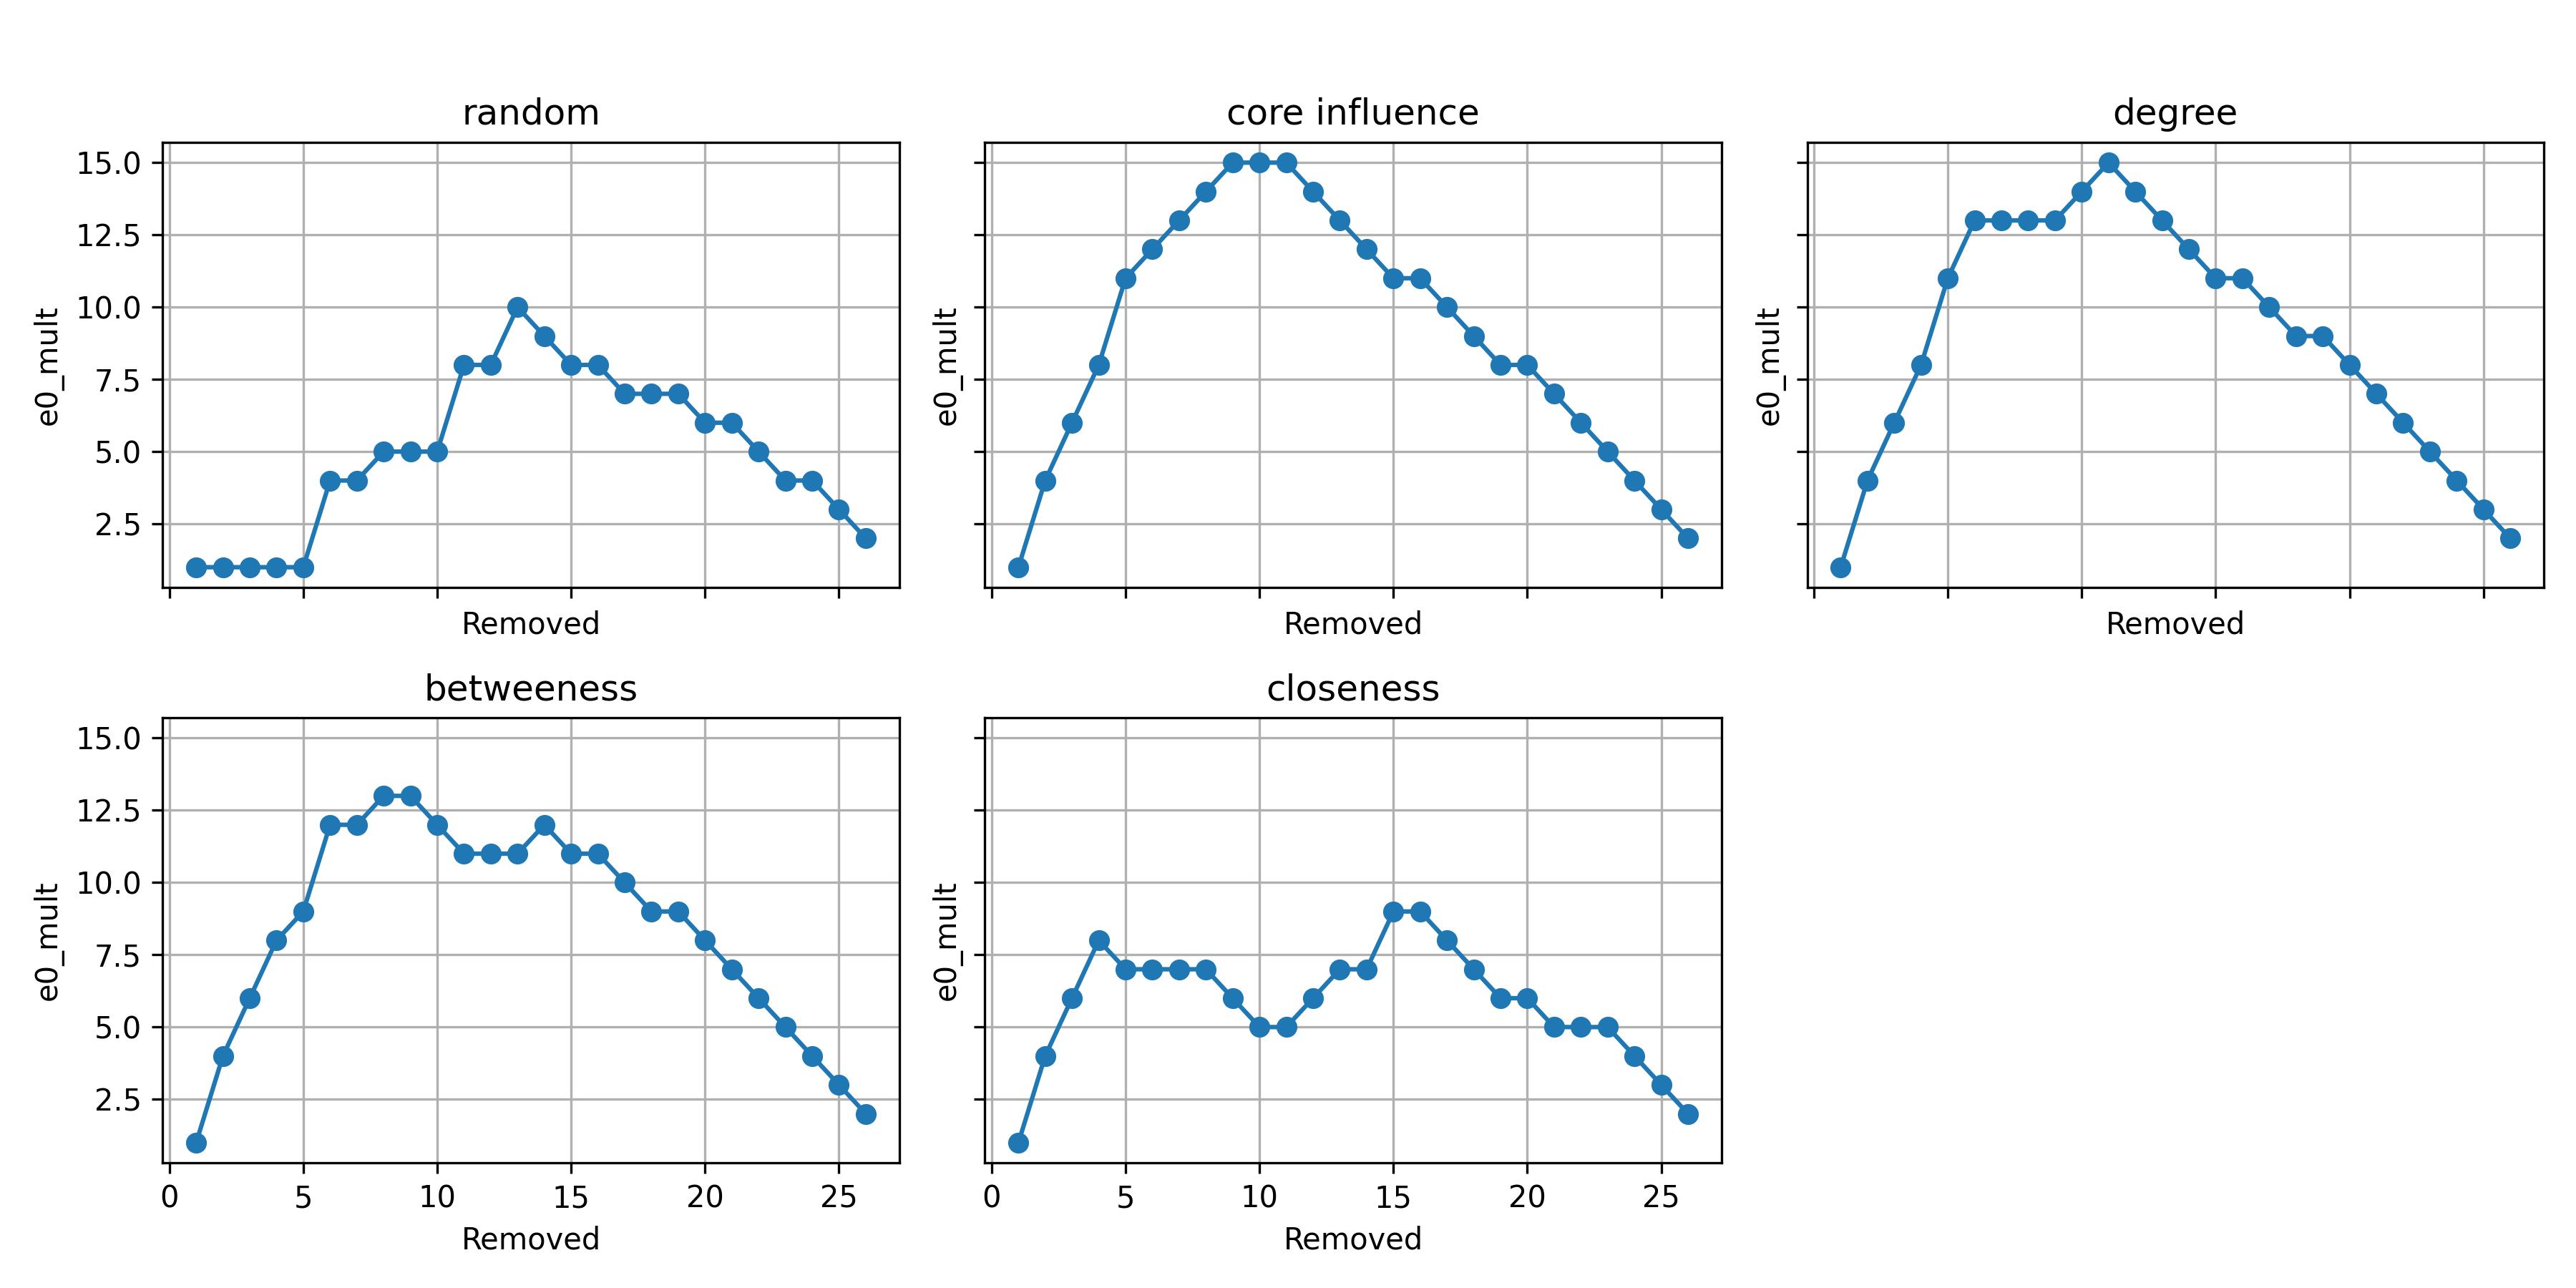 random
core influence
degree
15.0
12.5
10.0
7.5
5.0
2.5
e0_mult
e0_mult
e0_mult
Removed
Removed
Removed
betweeness
closeness
15.0
12.5
10.0
7.5
5.0
2.5
e0_mult
e0_mult
0 5 10 15 20 25
0 5 10 15 20 25
Removed
Removed